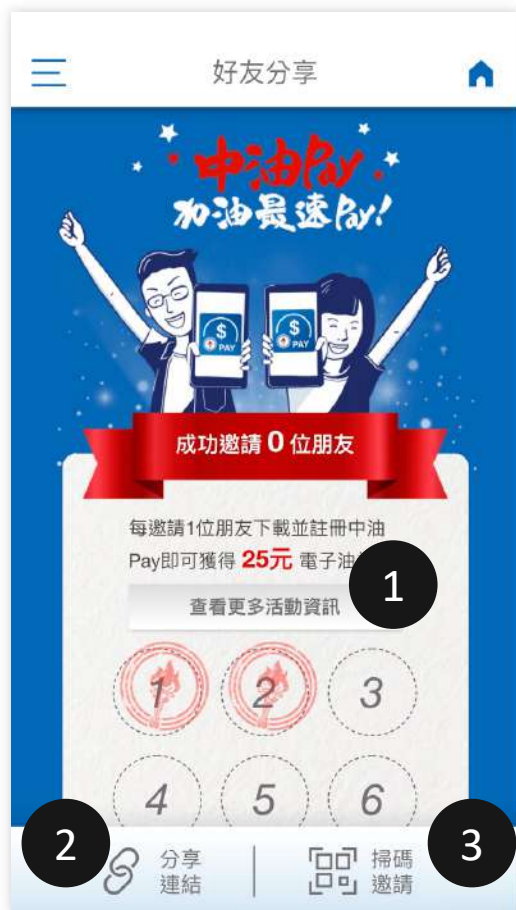 好友分享
中油Pay
加油最速Pay!
$
PAY
$
PAY
成功邀請 0 位朋友
每邀請1位朋友下載並註冊中油
Pay即可獲得 25元 電子油
1
查看更多活動資訊
1 2 3
4 5 6
2
分享
連結
掃碼
邀請
3